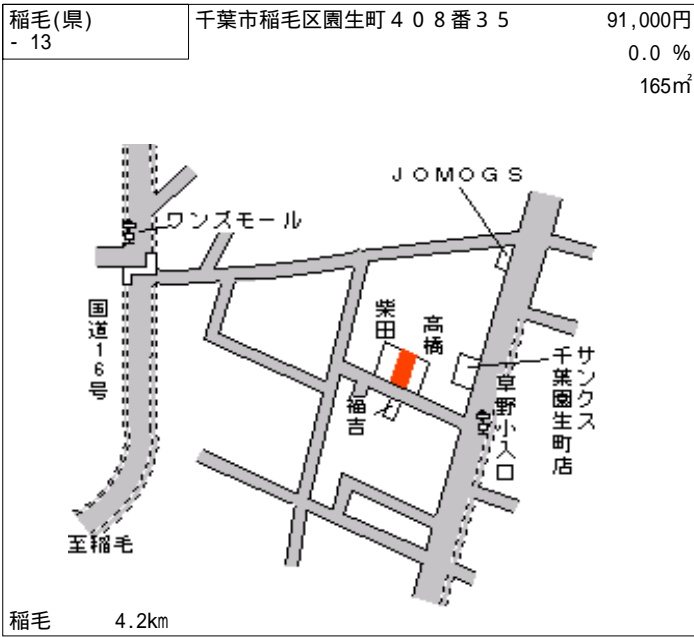 稲毛(県)
- 13
千葉市稲毛区園生町４０８番３５
91,000円
0.0 %
165㎡
ＪＯＭＯＧＳ
ワンズモール
国道16号
柴田
高橋
サンクス
千葉園生町店
福吉
草野小入口
至稲毛
稲毛 4.2km